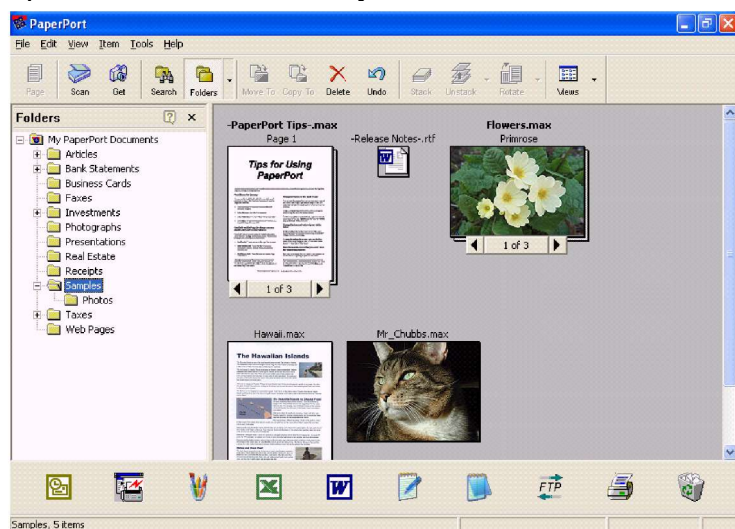 PaperPort
File Edit View Item Tools Help
Page Scan Get Search Folders Move To Copy To Delete Undo Stack Unstack Rotate Views
Folders
My PaperPort Documents
Articles
Bank Statements
Business Cards
Faxes
Investments
Photographs
Presentations
Real Estate
Receipts
Samples
Photos
Taxes
Web Pages
-PaperPort Tips-.max
Page 1
Tips for Using
PaperPort
1 of 3
-Release Notes-.rtf
Flowers.max
Primrose
1 of 3
Hawaii.max
The Hawaiian Islands
Mr_Chubbs.max
FTP
Samples, 5 items